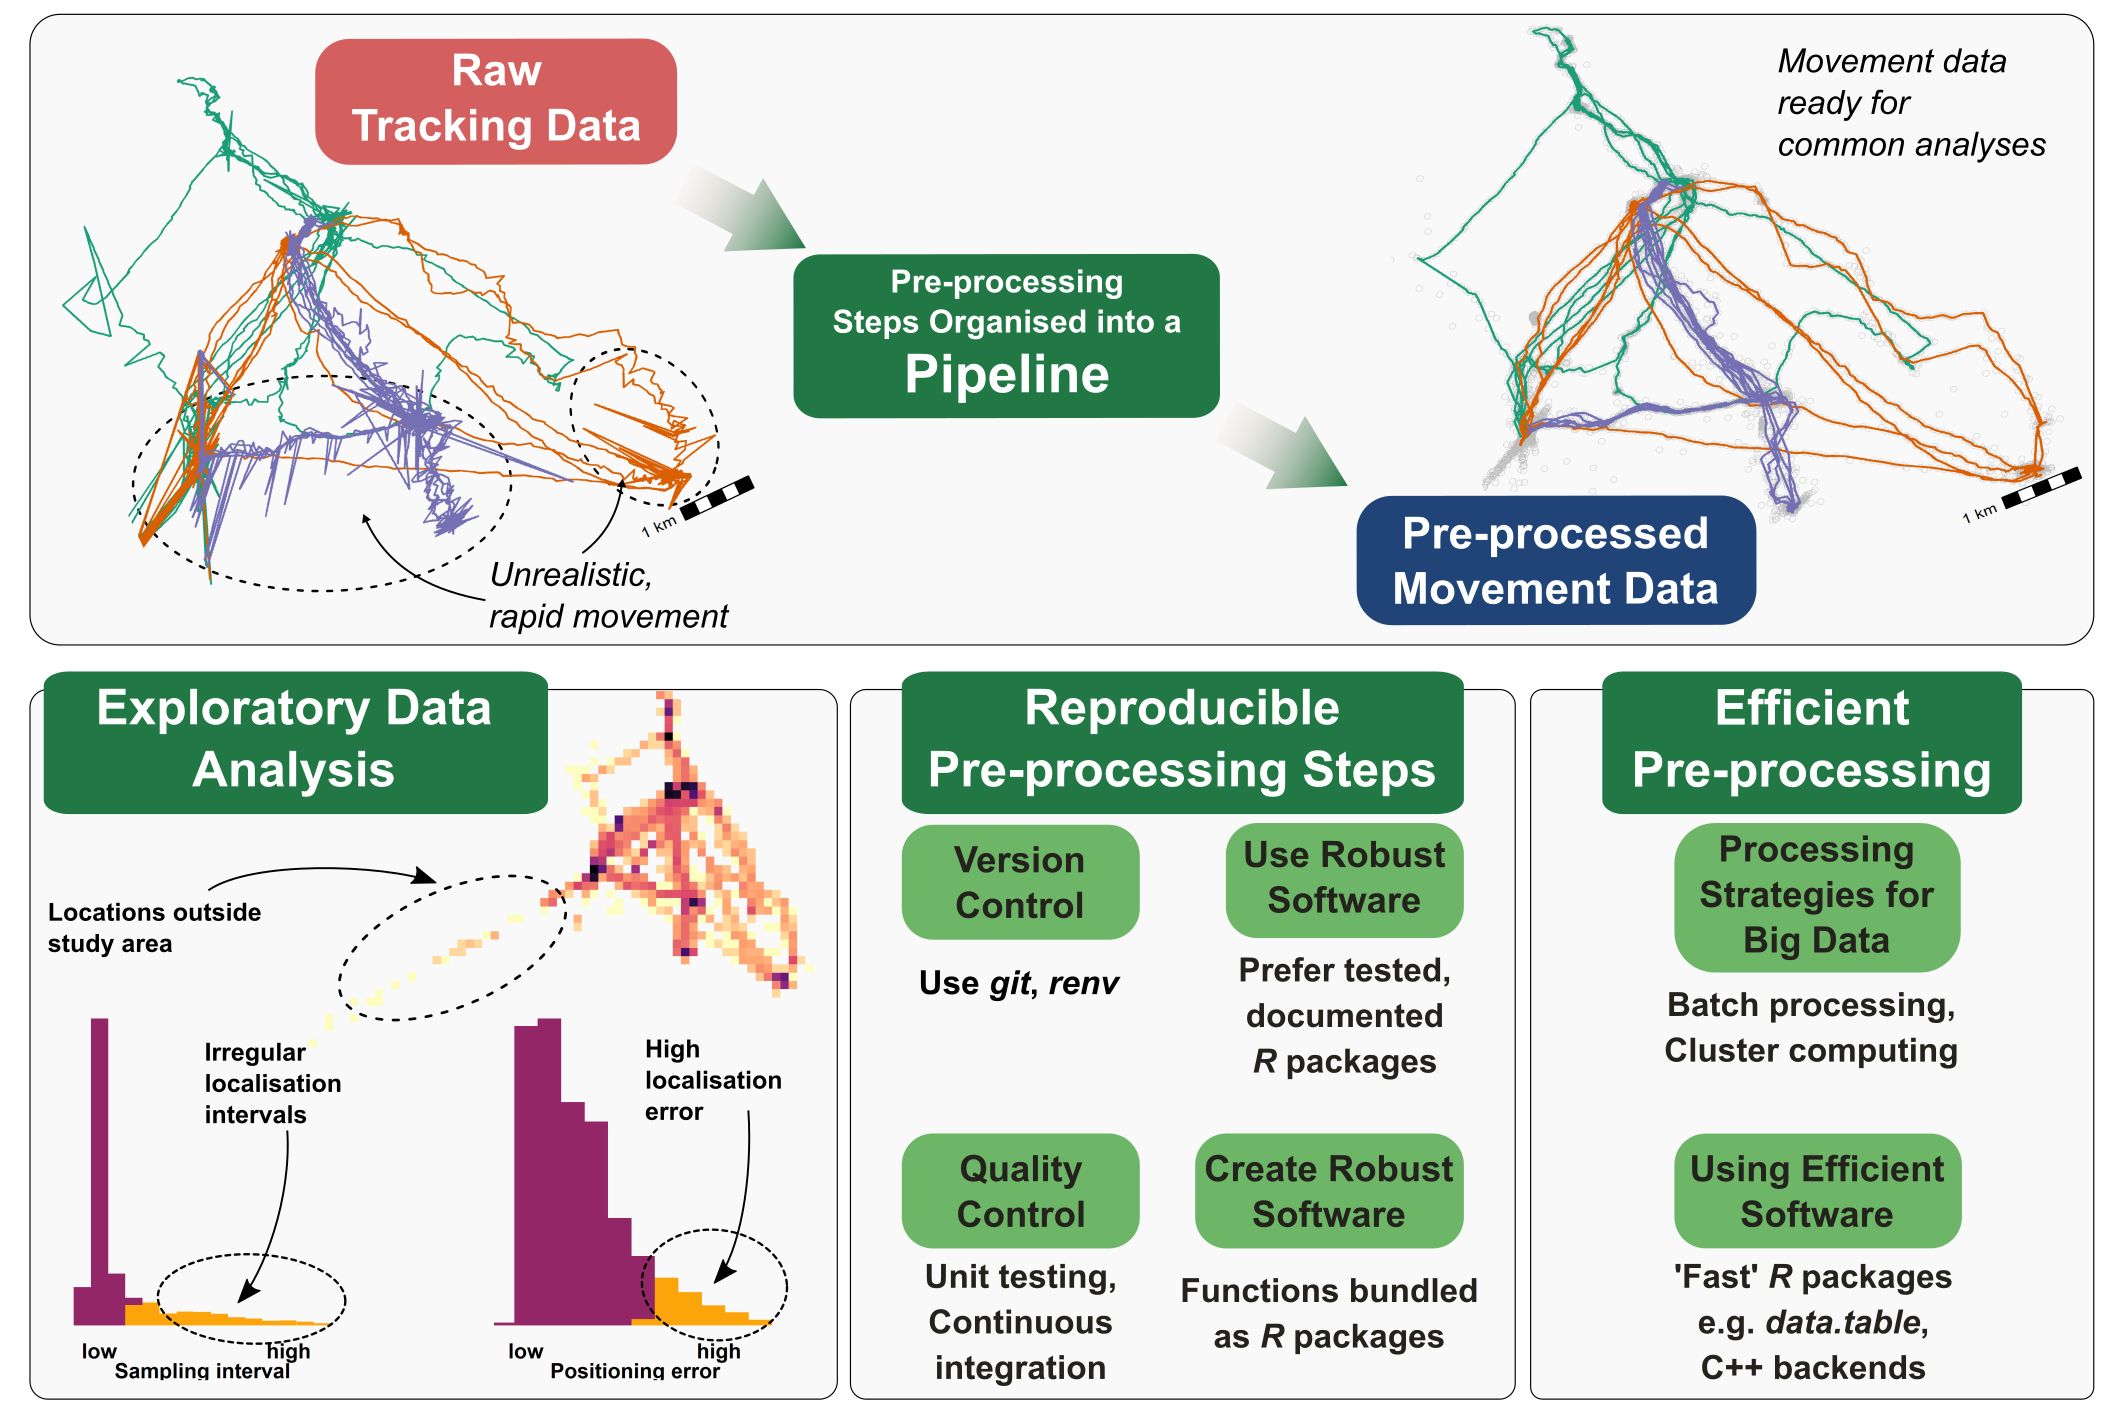 Raw
Tracking Data
Movement data
ready for
common analyses
Pre-processing
Steps Organised into a
Pipeline
1 km
Unrealistic,
rapid movement
1 km
Pre-processed
Movement Data
Exploratory Data
Analysis
Locations outside
study area
Irregular
localisation
intervals
High
localisation
error
low
high
Sampling interval
low
high
Positioning error
Reproducible
Pre-processing Steps
Version
Control
Use git, renv
Use Robust
Software
Prefer tested,
documented
R packages
Quality
Control
Unit testing,
Continuous
integration
Create Robust
Software
Functions bundled
as R packages
Efficient
Pre-processing
Processing
Strategies for
Big Data
Batch processing,
Cluster computing
Using Efficient
Software
'Fast' R packages
e.g. data.table,
C++ backends